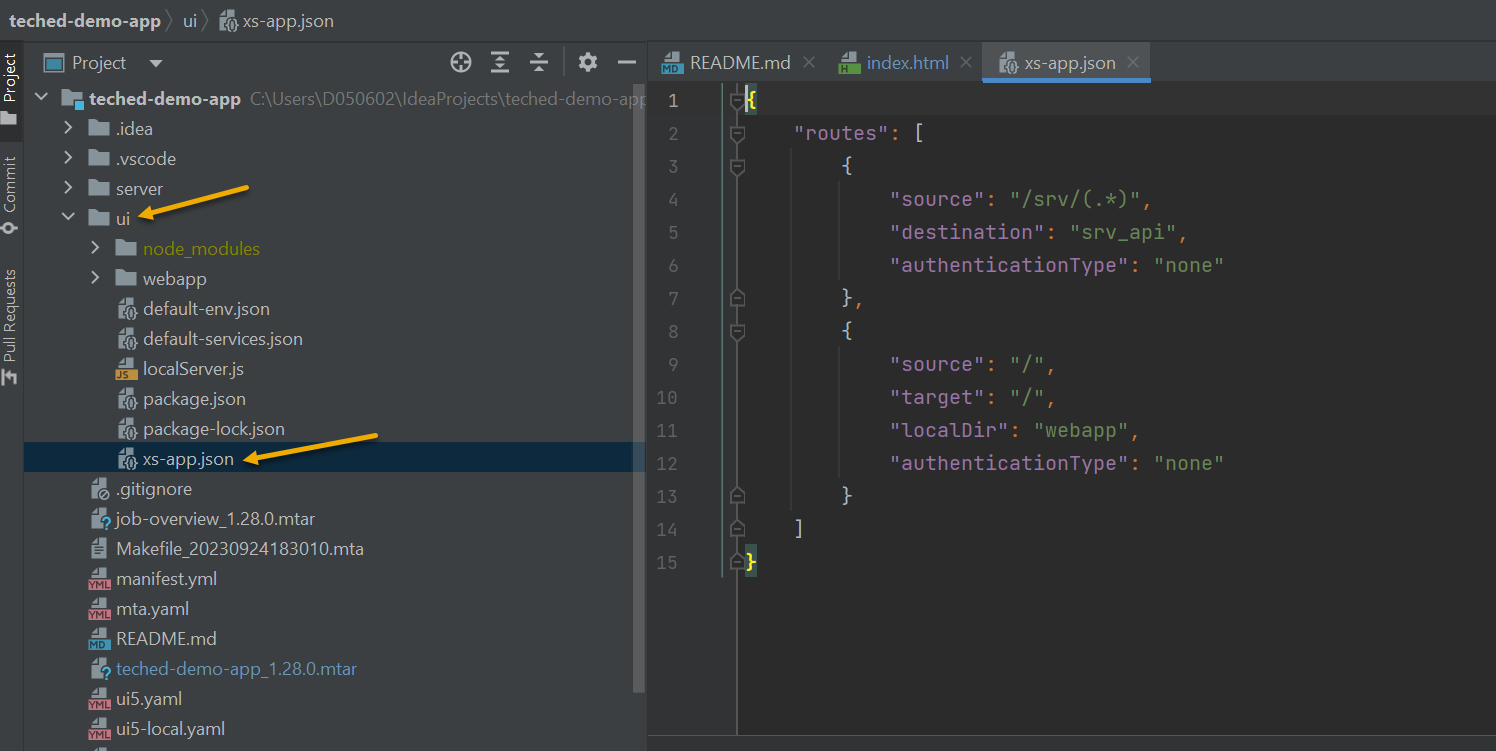 teched-demo-app ui xs-app.json
Project
Commit
Pull Requests
Project
teched-demo-app C:\Users\D050602\IdeaProjects\teched-demo-app
.idea
.vscode
server
ui
node_modules
webapp
default-env.json
default-services.json
localServer.js
package.json
package-lock.json
xs-app.json
.gitignore
job-overview_1.28.0.mtar
Makefile_20230924183010.mta
manifest.yml
mta.yaml
README.md
teched-demo-app_1.28.0.mtar
ui5.yaml
ui5-local.yaml
README.md index.html xs-app.json
1 {
2 "routes": [
3 {
4 "source": "/srv/(.*)",
5 "destination": "srv_api",
6 "authenticationType": "none"
7 },
8 {
9 "source": "/",
10 "target": "/",
11 "localDir": "webapp",
12 "authenticationType": "none"
13 }
14 ]
15 }